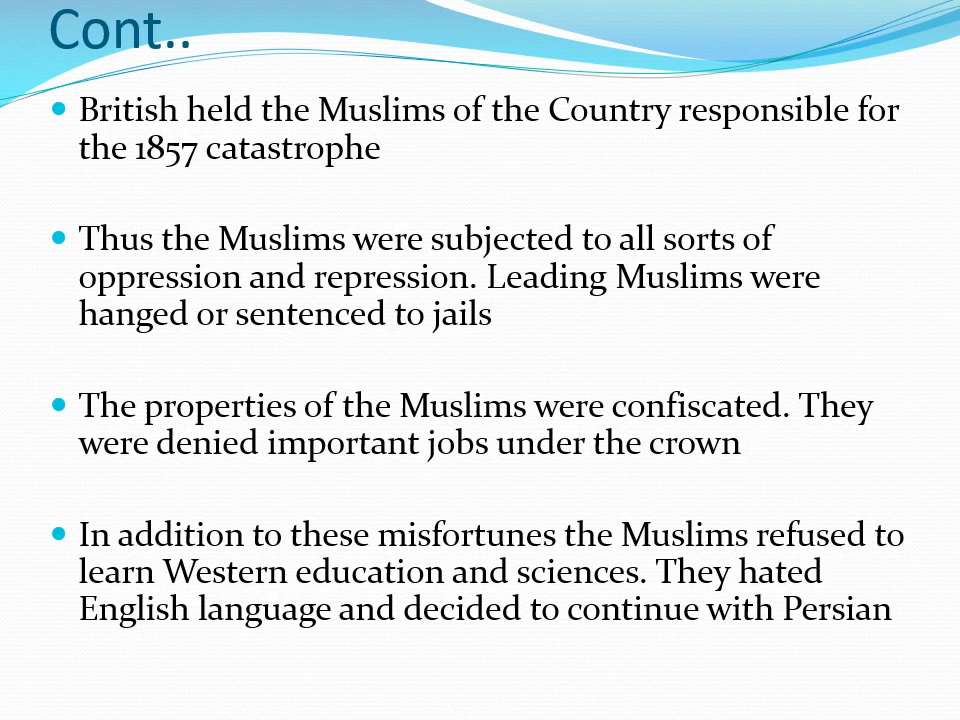 Cont..
• British held the Muslims of the Country responsible for
the 1857 catastrophe
• Thus the Muslims were subjected to all sorts of
oppression and repression. Leading Muslims were
hanged or sentenced to jails
• The properties of the Muslims were confiscated. They
were denied important jobs under the crown
• In addition to these misfortunes the Muslims refused to
learn Western education and sciences. They hated
English language and decided to continue with Persian